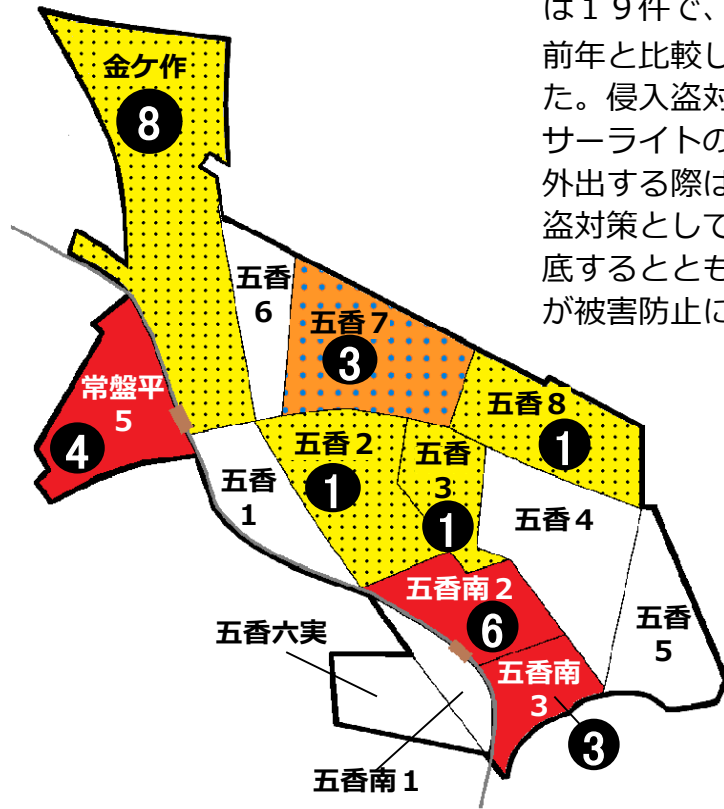 は１９件で、
前年と比較し
た。侵入盗対
サーライトの
外出する際は
盗対策として
底するととも
が被害防止に
金ケ作
8
五香
6
五香７
3
常盤平
5
4
五香８
1
五香２
1
五香
3
1
五香
1
五香４
五香南２
6
五香
5
五香六実
五香南
3
3
五香南１